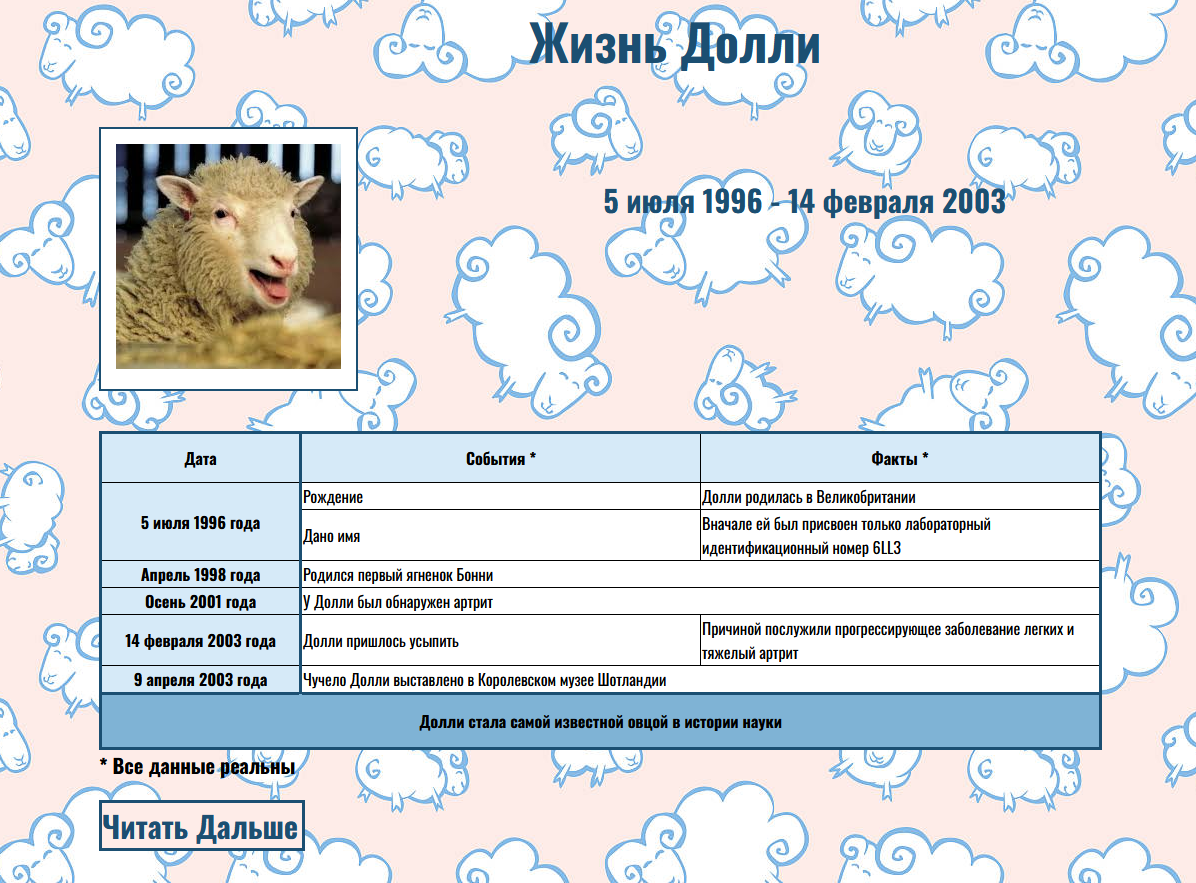 Жизнь Долли
5 июля 1996 - 14 февраля 2003
Дата
События *
Факты *
5 июля 1996 года
Рождение
Долли родилась в Великобритании
Дано имя
Вначале ей был присвоен только лабораторный
идентификационный номер 6LL3
Апрель 1998 года
Родился первый ягненок Бонни
Осень 2001 года
У Долли был обнаружен артрит
14 февраля 2003 года
Долли пришлось усыпить
Причиной послужили прогрессирующее заболевание легких и
тяжелый артрит
9 апреля 2003 года
Чучело Долли выставлено в Королевском музее Шотландии
Долли стала самой известной овцой в истории науки
* Все данные реальны
Читать Дальше